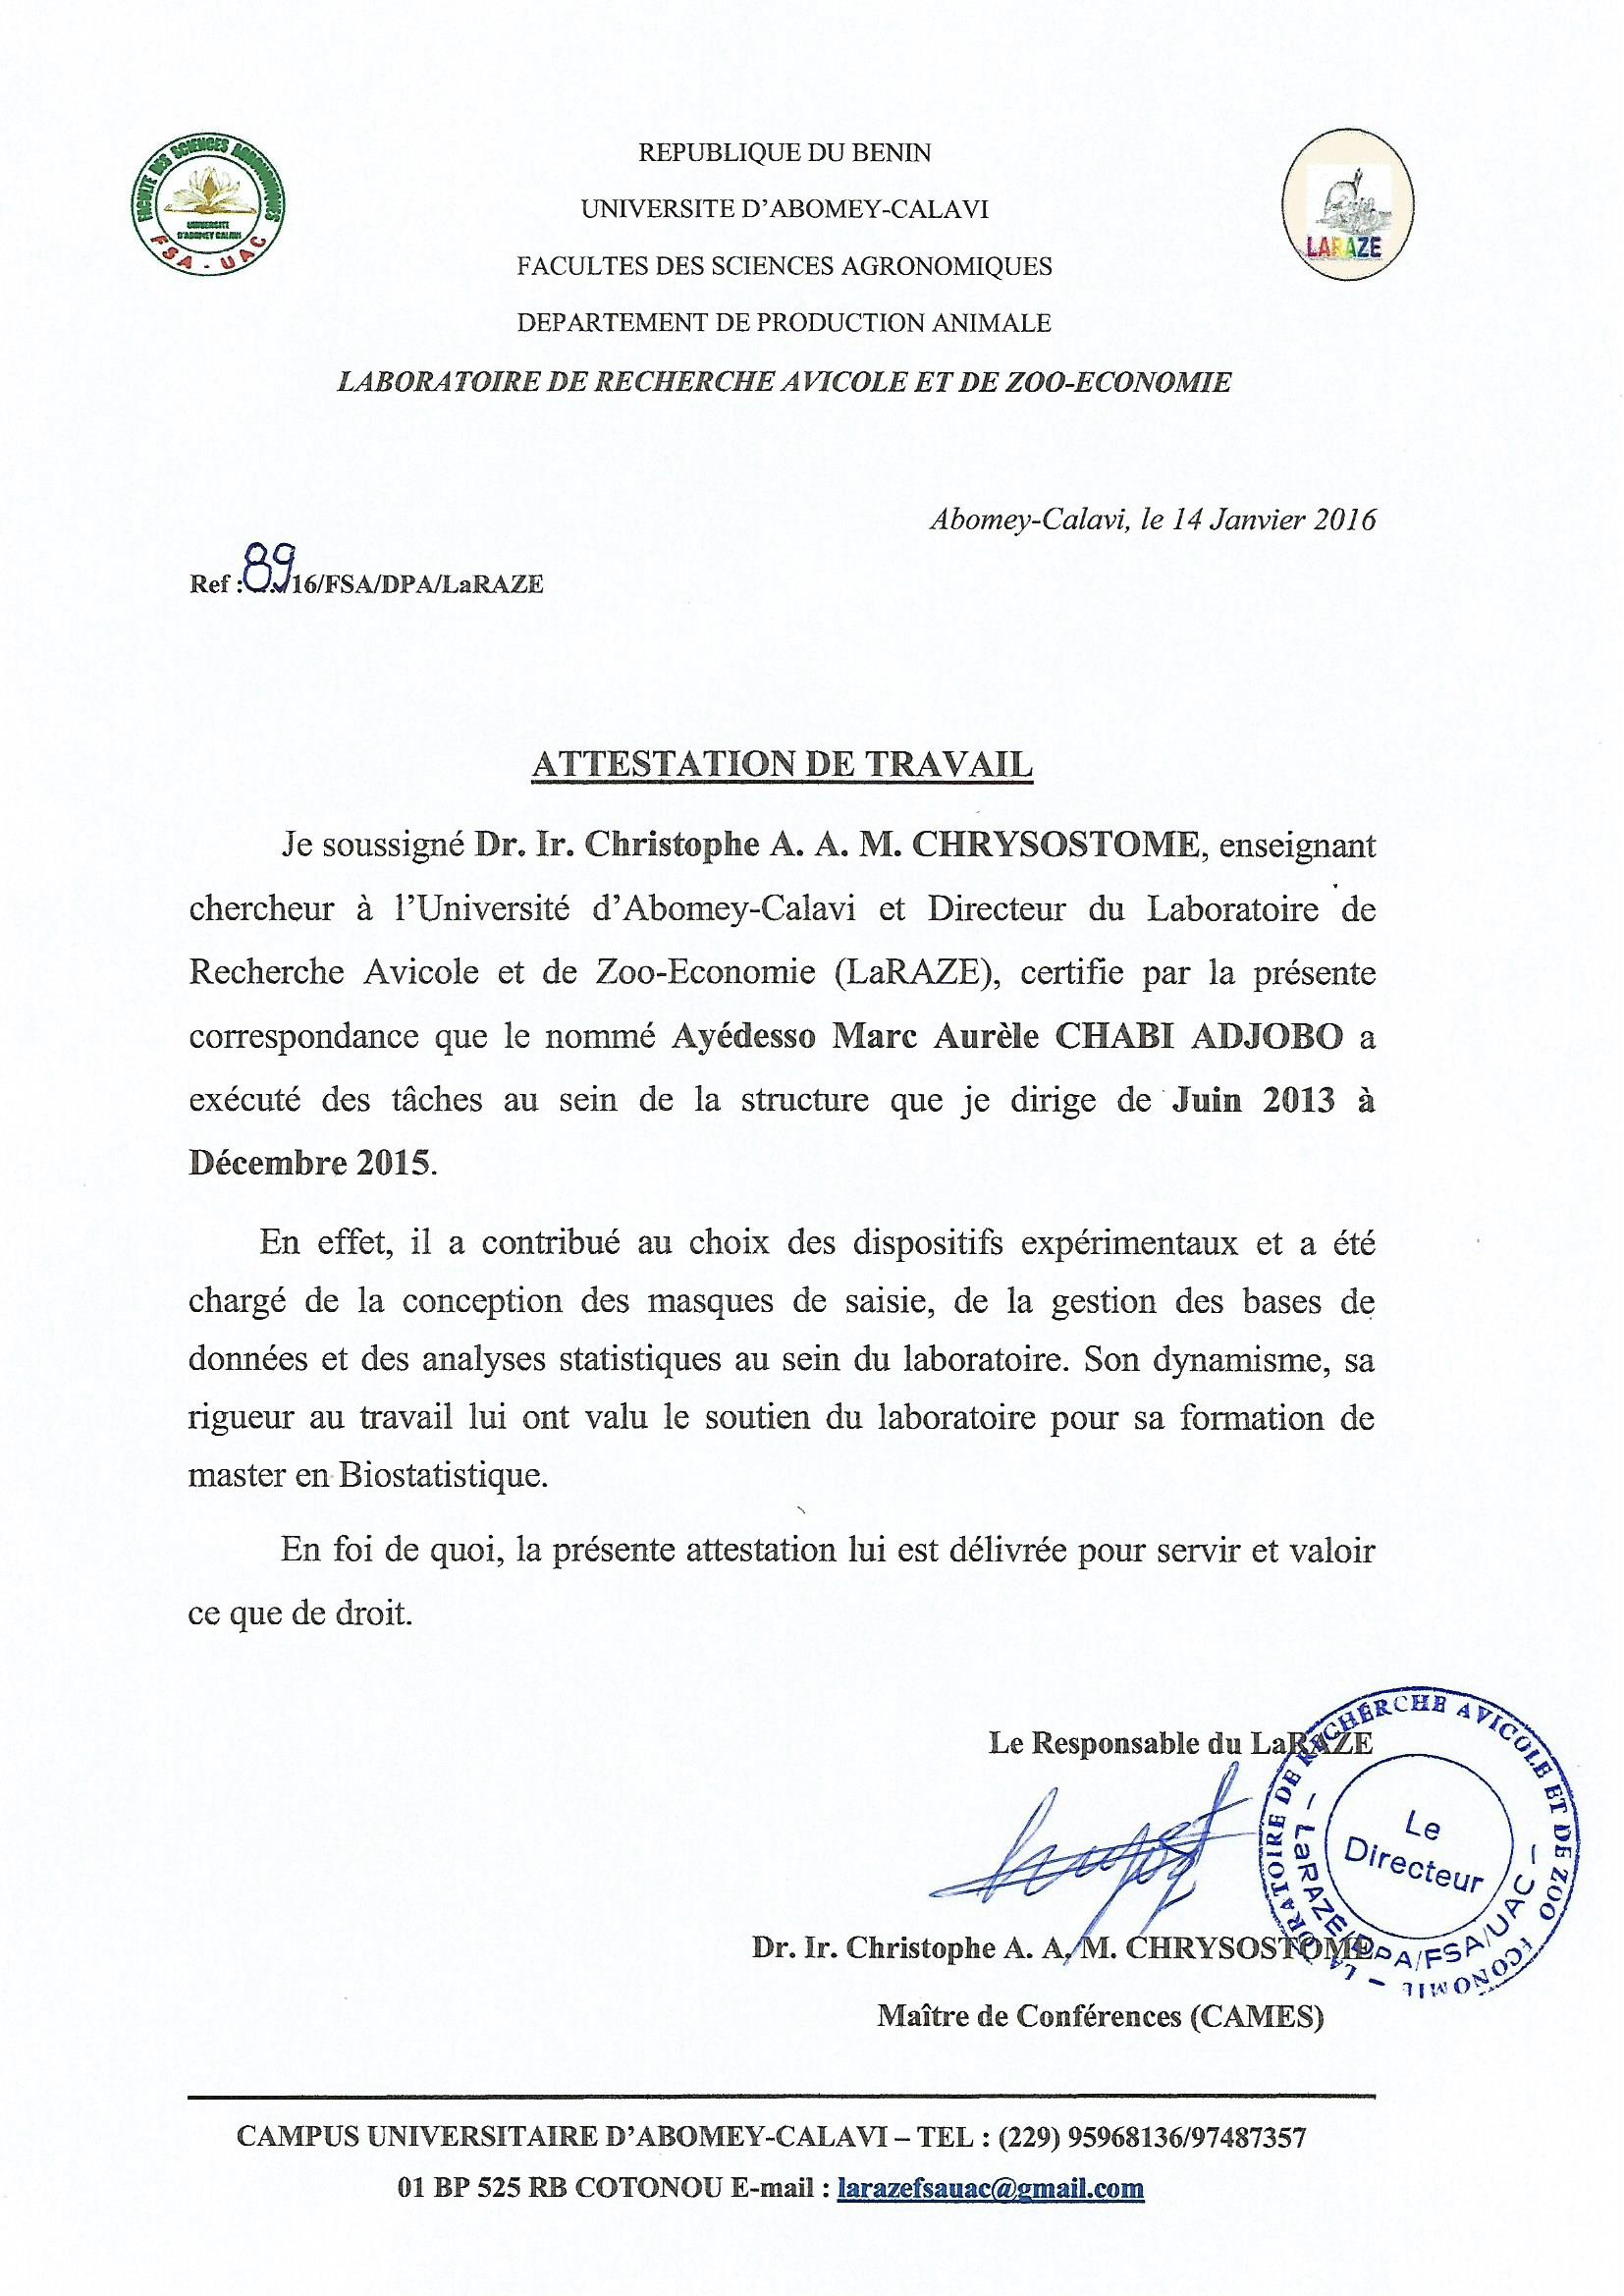 FACULTE DES SCIENCES AGRONOMIQUES
UNIVERSITE
D'ABOMEY CALAVI
FSA - UAC
REPUBLIQUE DU BENIN
UNIVERSITE D'ABOMEY-CALAVI
FACULTES DES SCIENCES AGRONOMIQUES
DEPARTEMENT DE PRODUCTION ANIMALE
LABORATOIRE DE RECHERCHE AVICOLE ET DE ZOO-ECONOMIE
LARAZE
Abomey-Calavi, le 14 Janvier 2016
Ref : 89/16/FSA/DPA/LaRAZE
ATTESTATION DE TRAVAIL
Je soussigné Dr. Ir. Christophe A. A. M. CHRYSOSTOME, enseignant
chercheur à l'Université d'Abomey-Calavi et Directeur du Laboratoire de
Recherche Avicole et de Zoo-Economie (LaRAZE), certifie par la présente
correspondance que le nommé Ayédesso Marc Aurèle CHABI ADJOBO a
exécuté des tâches au sein de la structure que je dirige de Juin 2013 à
Décembre 2015.
En effet, il a contribué au choix des dispositifs expérimentaux et a été
chargé de la conception des masques de saisie, de la gestion des bases de
données et des analyses statistiques au sein du laboratoire. Son dynamisme, sa
rigueur au travail lui ont valu le soutien du laboratoire pour sa formation de
master en Biostatistique.
En foi de quoi, la présente attestation lui est délivrée pour servir et valoir
ce que de droit.
Le Responsable du LaRAZE
LABORATOIRE DE RECHERCHE AVICOLE ET DE ZOO ECONOMIE
- LaRAZE/DPA/FSA/UAC -
Le
Directeur
Dr. Ir. Christophe A. A. M. CHRYSOSTOME
Maître de Conférences (CAMES)
CAMPUS UNIVERSITAIRE D'ABOMEY-CALAVI – TEL : (229) 95968136/97487357
01 BP 525 RB COTONOU E-mail : larazefsauac@gmail.com